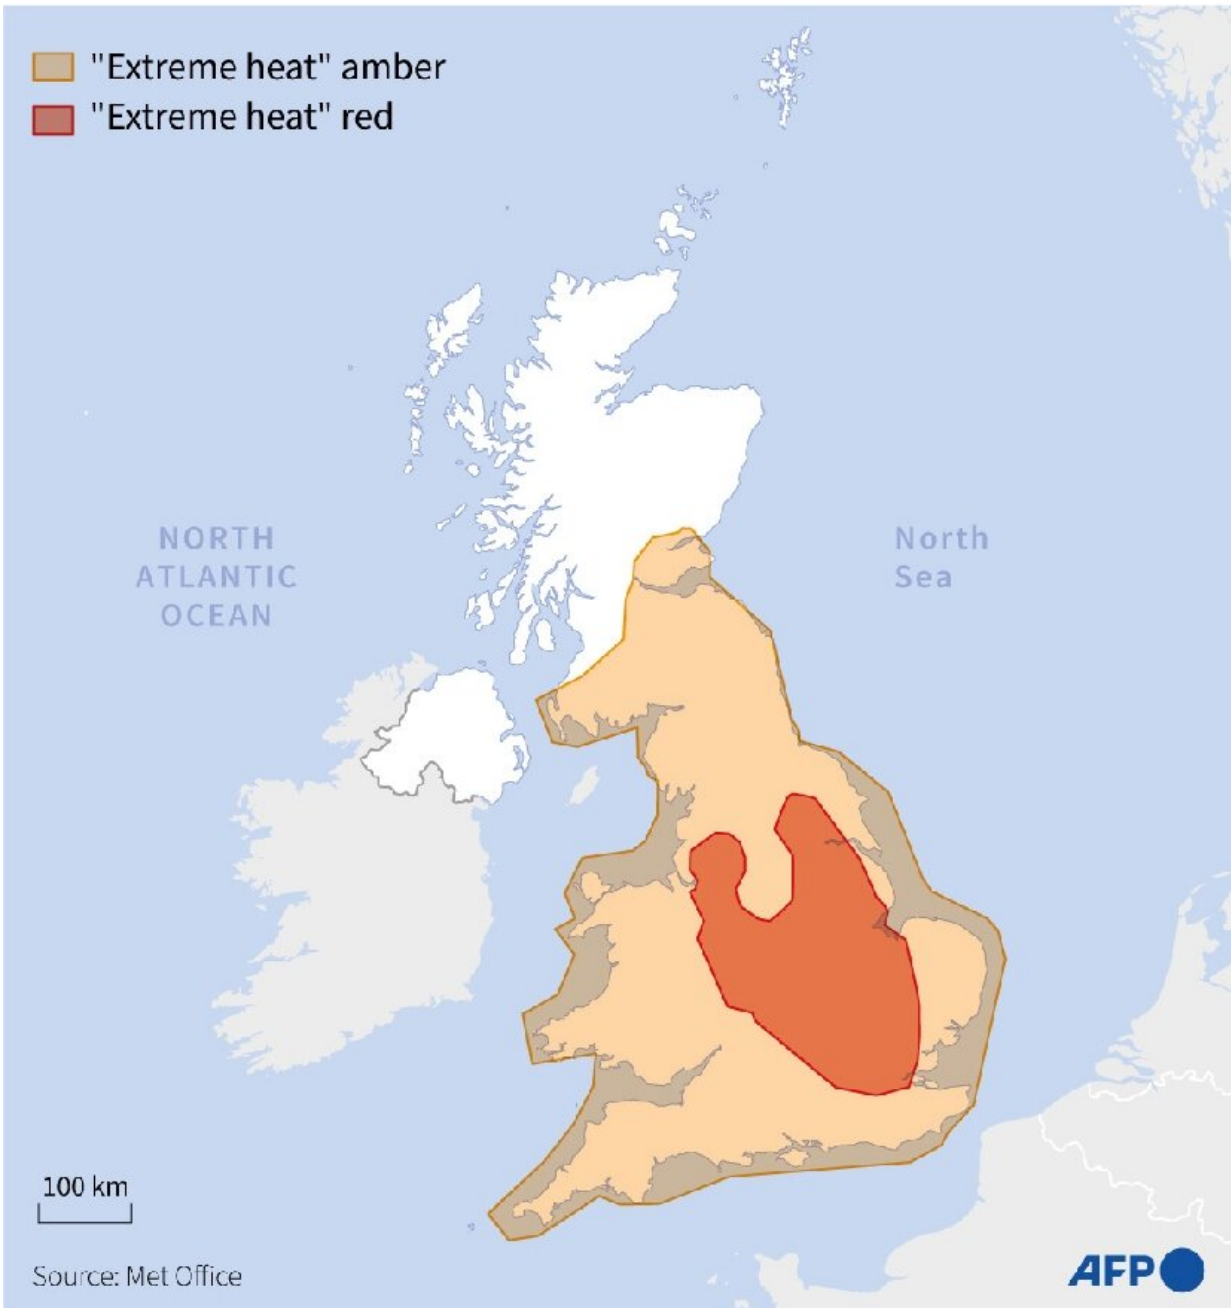 "Extreme heat" amber
"Extreme heat" red
NORTH
ATLANTIC
OCEAN
North
Sea
100 km
Source: Met Office
AFP